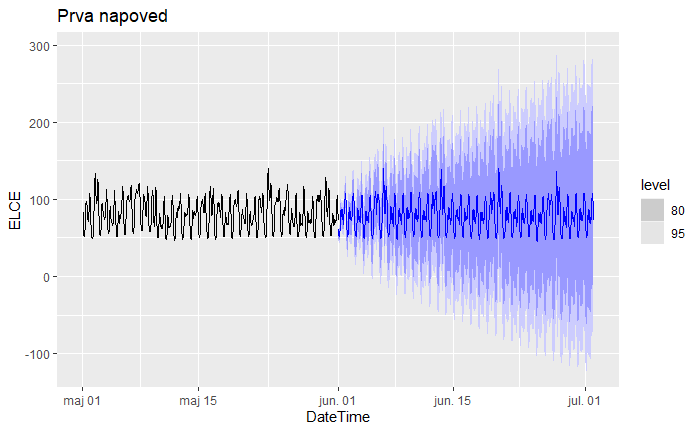 Prva napoved
300
200
100
0
-100
ELCE
maj 01
maj 15
jun. 01
jun. 15
jul. 01
DateTime
level
80
95